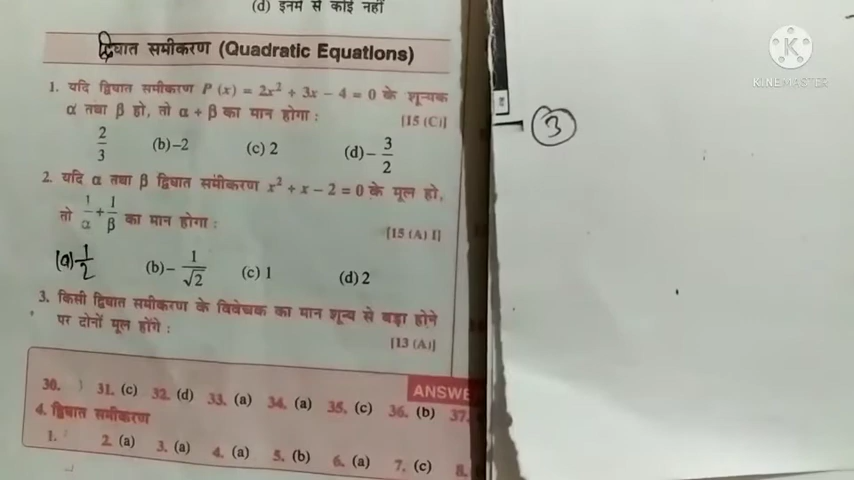 (d) इनमें से कोई नहीं
द्विघात समीकरण (Quadratic Equations)
1. यदि द्विघात समीकरण P (x) = 2x² + 3x − 4 = 0 के शून्यक
α तथा β हो, तो α + β का मान होगा : [15 (C)]
2/3 (b) −2 (c) 2 (d) − 3/2
2. यदि α तथा β द्विघात समीकरण x² + x − 2 = 0 के मूल हो,
तो 1/α + 1/β का मान होगा : [15 (A) I]
(a) 1/2 (b) − 1/√2 (c) 1 (d) 2
3. किसी द्विघात समीकरण के विवेचक का मान शून्य से बड़ा होने
पर दोनों मूल होंगे : [13 (A)]
ANSWE
30. 31. (c) 32. (d) 33. (a) 34. (a) 35. (c) 36. (b) 37.
4. द्विघात समीकरण
1. 2. (a) 3. (a) 4. (a) 5. (b) 6. (a) 7. (c) 8.
3
KINEMASTER